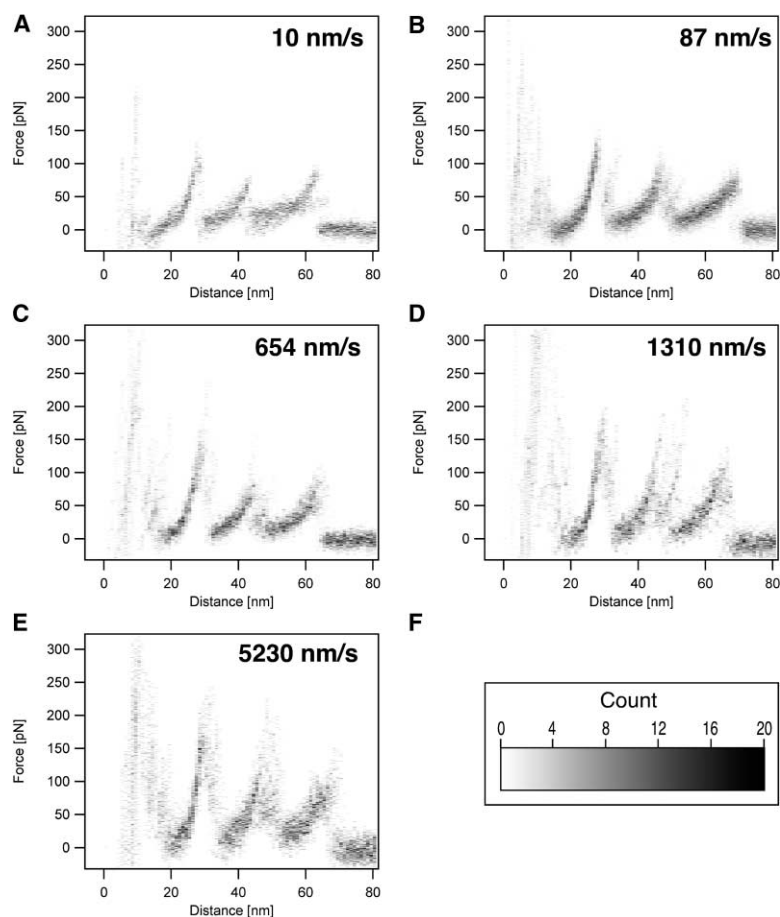 A
10 nm/s
300
250
200
150
100
50
0
Force [pN]
0 20 40 60 80
Distance [nm]
B
87 nm/s
300
250
200
150
100
50
0
Force [pN]
0 20 40 60 80
Distance [nm]
C
654 nm/s
300
250
200
150
100
50
0
Force [pN]
0 20 40 60 80
Distance [nm]
D
1310 nm/s
300
250
200
150
100
50
0
Force [pN]
0 20 40 60 80
Distance [nm]
E
5230 nm/s
300
250
200
150
100
50
0
Force [pN]
0 20 40 60 80
Distance [nm]
F
Count
0 4 8 12 16 20